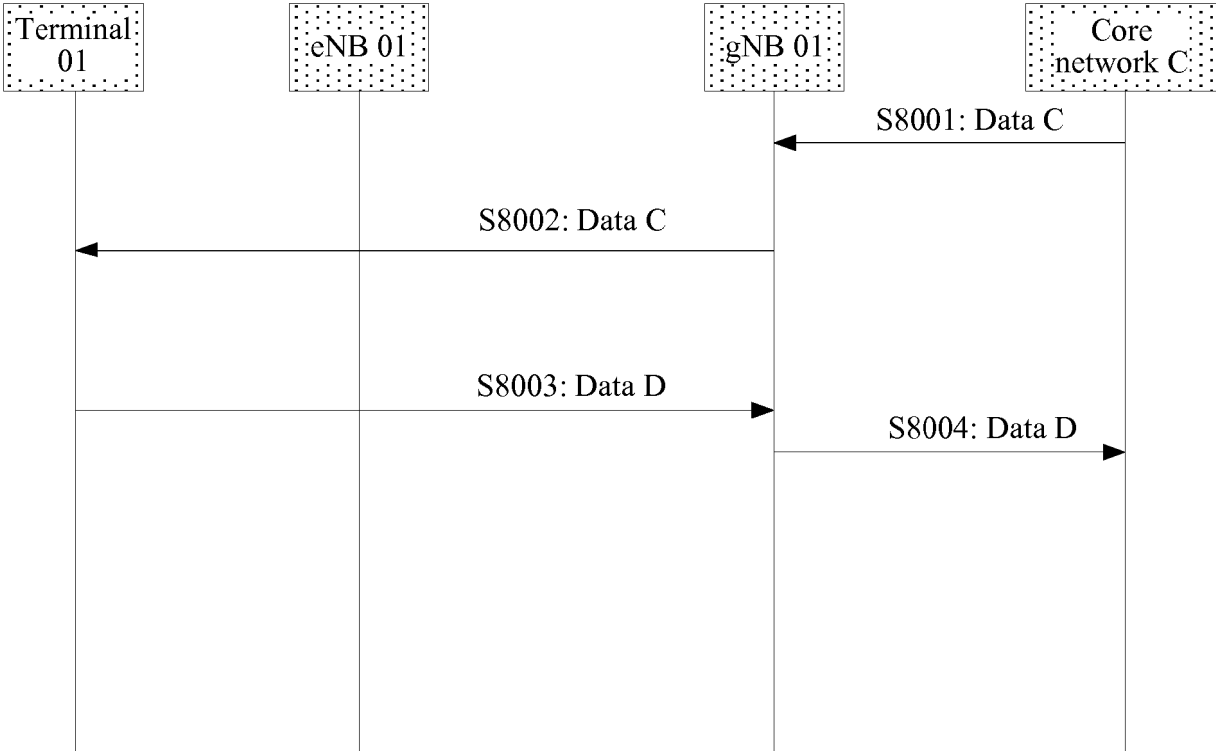 Terminal
01
eNB 01
gNB 01
Core
network C
S8001: Data C
S8002: Data C
S8003: Data D
S8004: Data D